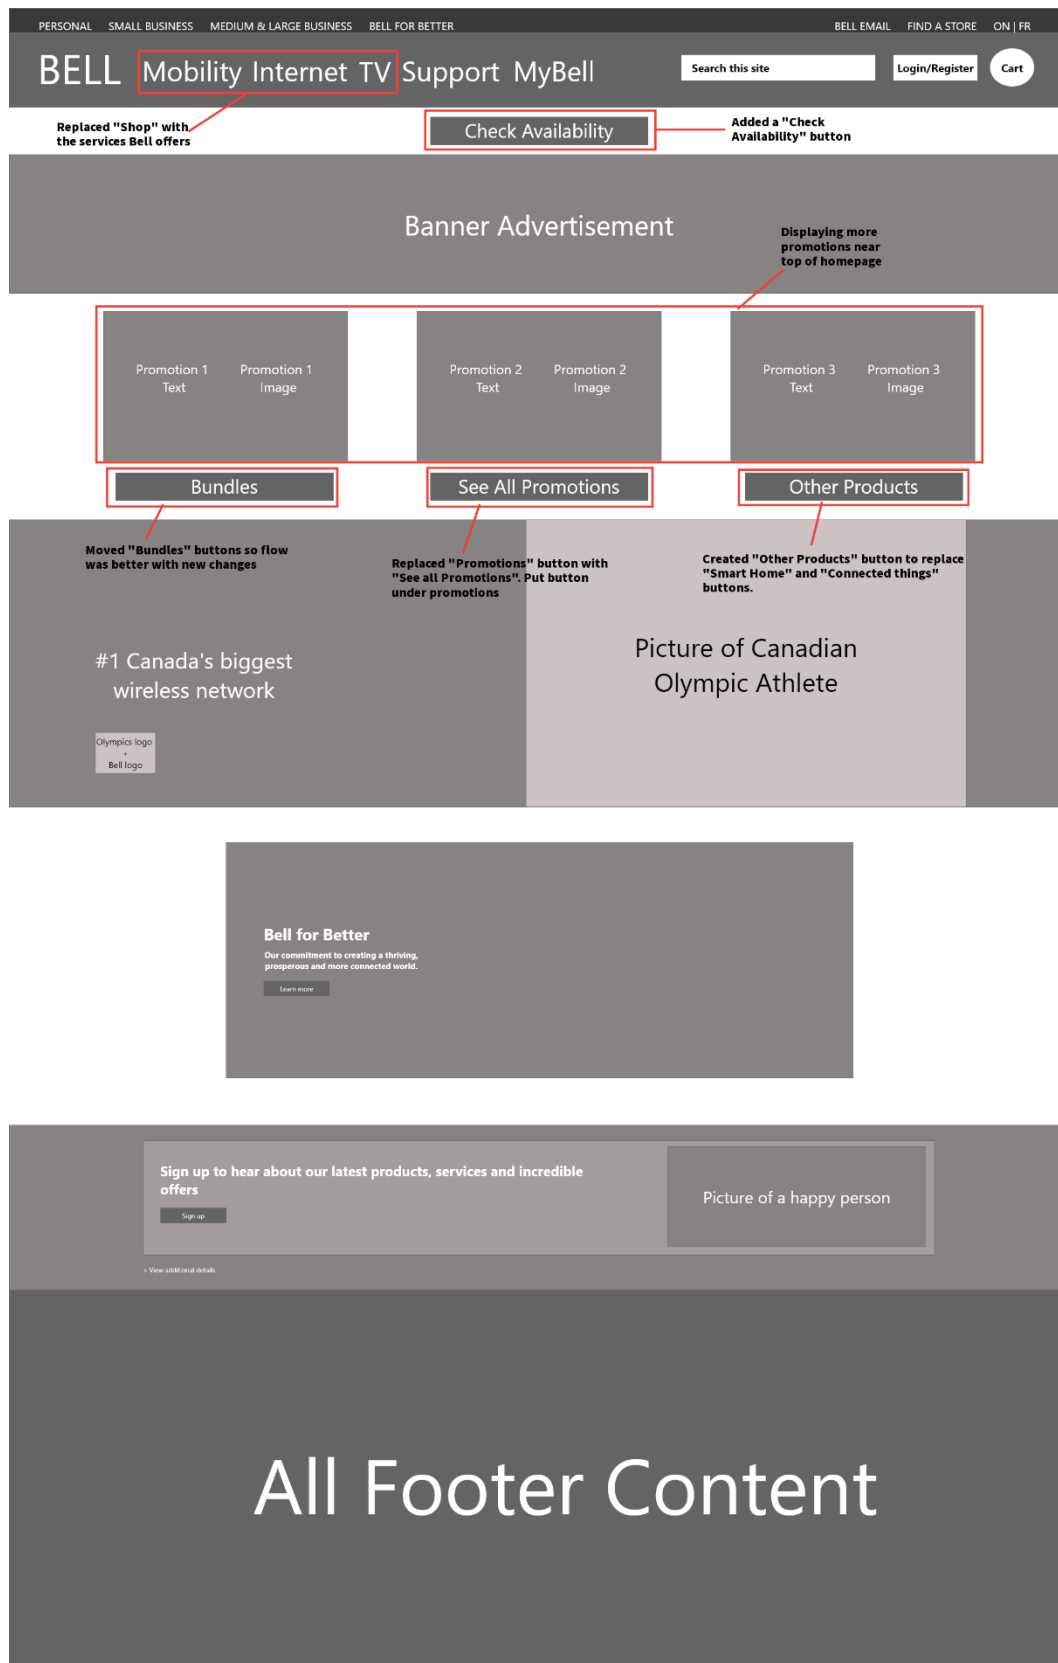 PERSONAL SMALL BUSINESS MEDIUM & LARGE BUSINESS BELL FOR BETTER BELL EMAIL FIND A STORE ON | FR
BELL Mobility Internet TV Support MyBell Search this site Login/Register Cart
Replaced "Shop" with
the services Bell offers
Check Availability
Added a "Check
Availability" button
Banner Advertisement
Displaying more
promotions near
top of homepage
Promotion 1
Text
Promotion 1
Image
Promotion 2
Text
Promotion 2
Image
Promotion 3
Text
Promotion 3
Image
Bundles
See All Promotions
Other Products
Moved "Bundles" buttons so flow
was better with new changes
Replaced "Promotions" button with
"See all Promotions". Put button
under promotions
Created "Other Products" button to replace
"Smart Home" and "Connected things"
buttons.
#1 Canada's biggest
wireless network
Olympics logo
+
Bell logo
Picture of Canadian
Olympic Athlete
Bell for Better
Our commitment to creating a thriving,
prosperous and more connected world.
Learn more
Sign up to hear about our latest products, services and incredible
offers
Sign up
Picture of a happy person
+ View additional details
All Footer Content